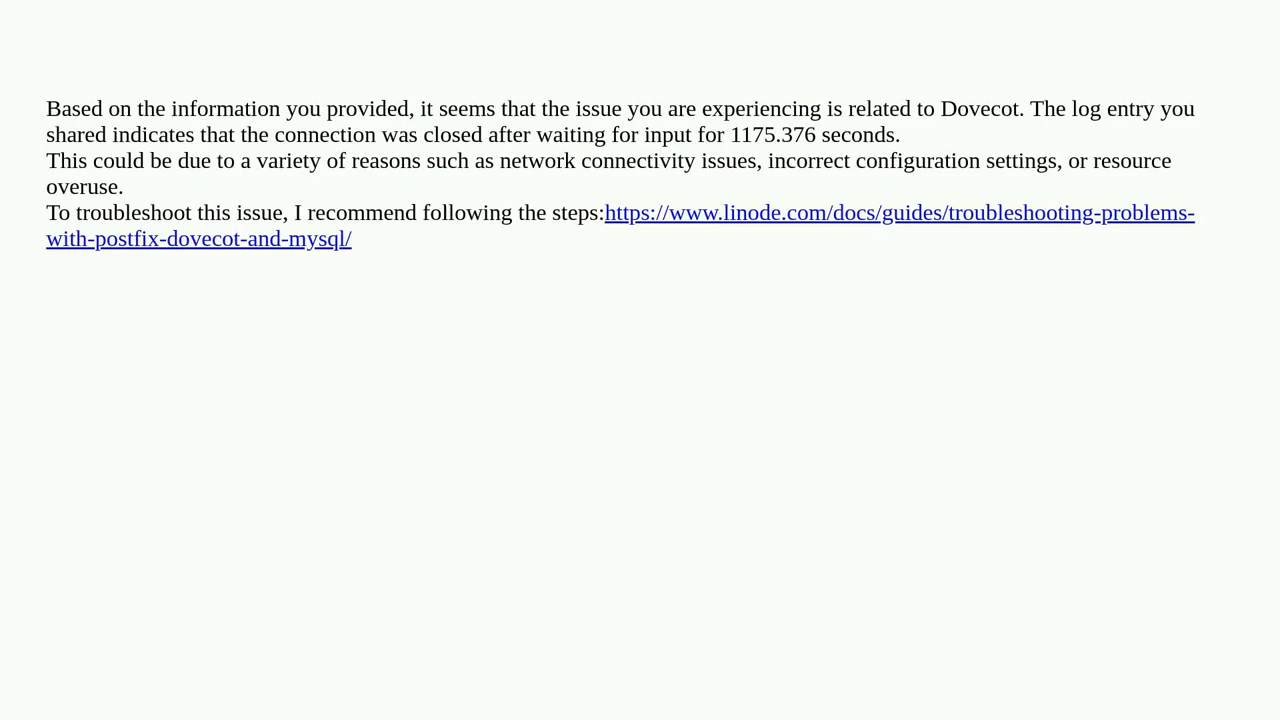 Based on the information you provided, it seems that the issue you are experiencing is related to Dovecot. The log entry you
shared indicates that the connection was closed after waiting for input for 1175.376 seconds.
This could be due to a variety of reasons such as network connectivity issues, incorrect configuration settings, or resource
overuse.
To troubleshoot this issue, I recommend following the steps:https://www.linode.com/docs/guides/troubleshooting-problems-
with-postfix-dovecot-and-mysql/